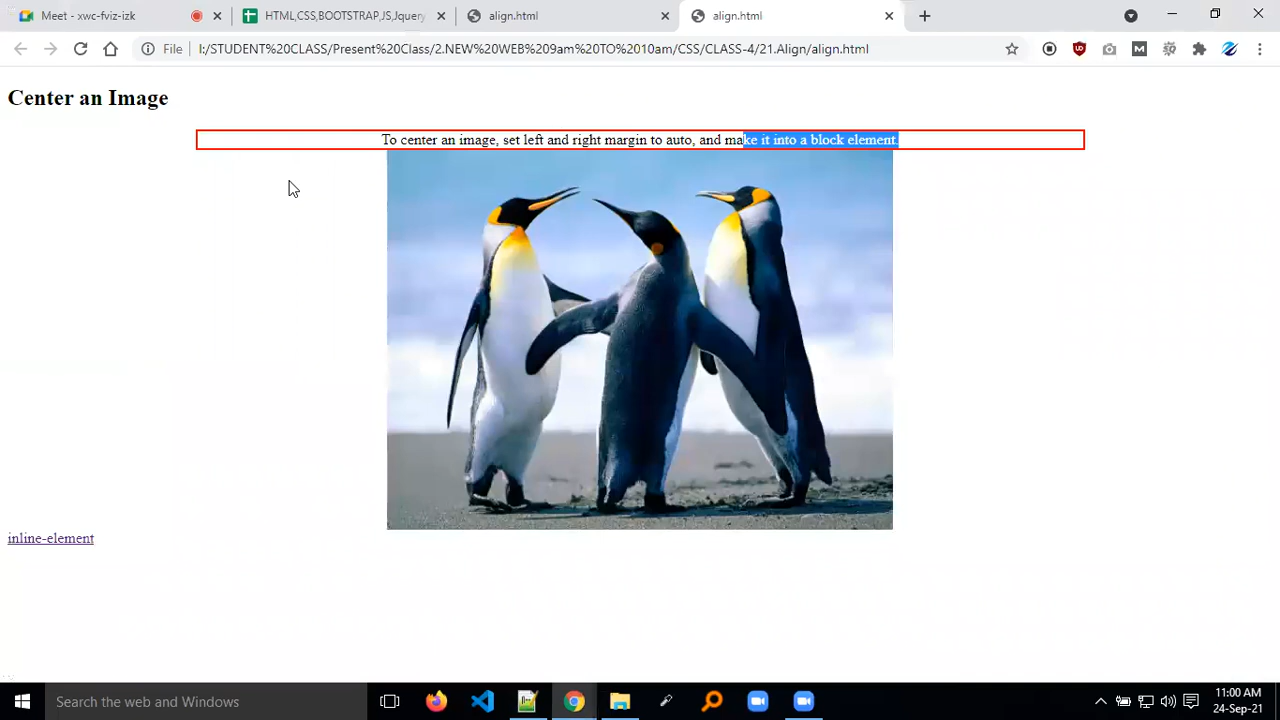 Meet - xwc-fviz-izk
HTML,CSS,BOOTSTRAP,JS,Jquery
align.html
align.html
File
I:/STUDENT%20CLASS/Present%20Class/2.NEW%20WEB%209am%20TO%2010am/CSS/CLASS-4/21.Align/align.html
Center an Image
To center an image, set left and right margin to auto, and make it into a block element.
inline-element
Search the web and Windows
11:00 AM
24-Sep-21